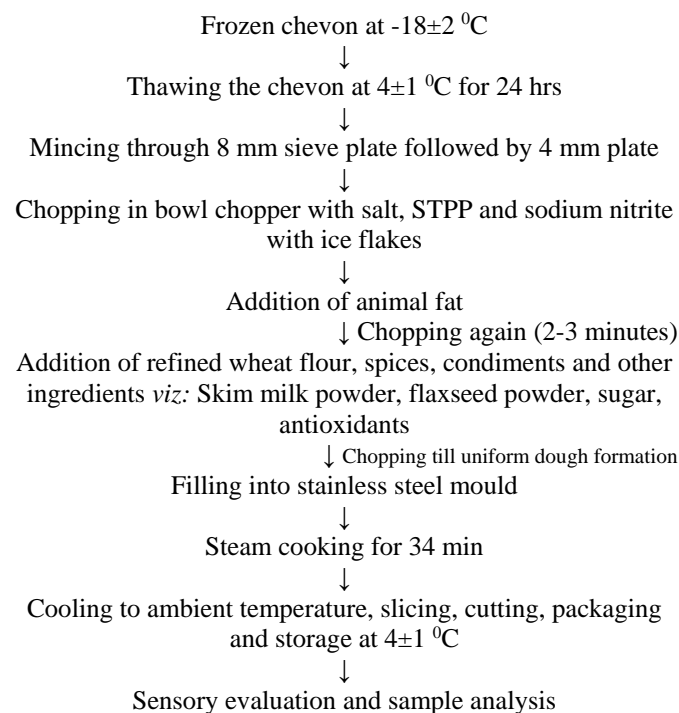 Frozen chevon at -18±2 ⁰C
↓
Thawing the chevon at 4±1 ⁰C for 24 hrs
↓
Mincing through 8 mm sieve plate followed by 4 mm plate
↓
Chopping in bowl chopper with salt, STPP and sodium nitrite
with ice flakes
↓
Addition of animal fat
↓ Chopping again (2-3 minutes)
Addition of refined wheat flour, spices, condiments and other
ingredients viz: Skim milk powder, flaxseed powder, sugar,
antioxidants
↓ Chopping till uniform dough formation
Filling into stainless steel mould
↓
Steam cooking for 34 min
↓
Cooling to ambient temperature, slicing, cutting, packaging
and storage at 4±1 ⁰C
↓
Sensory evaluation and sample analysis